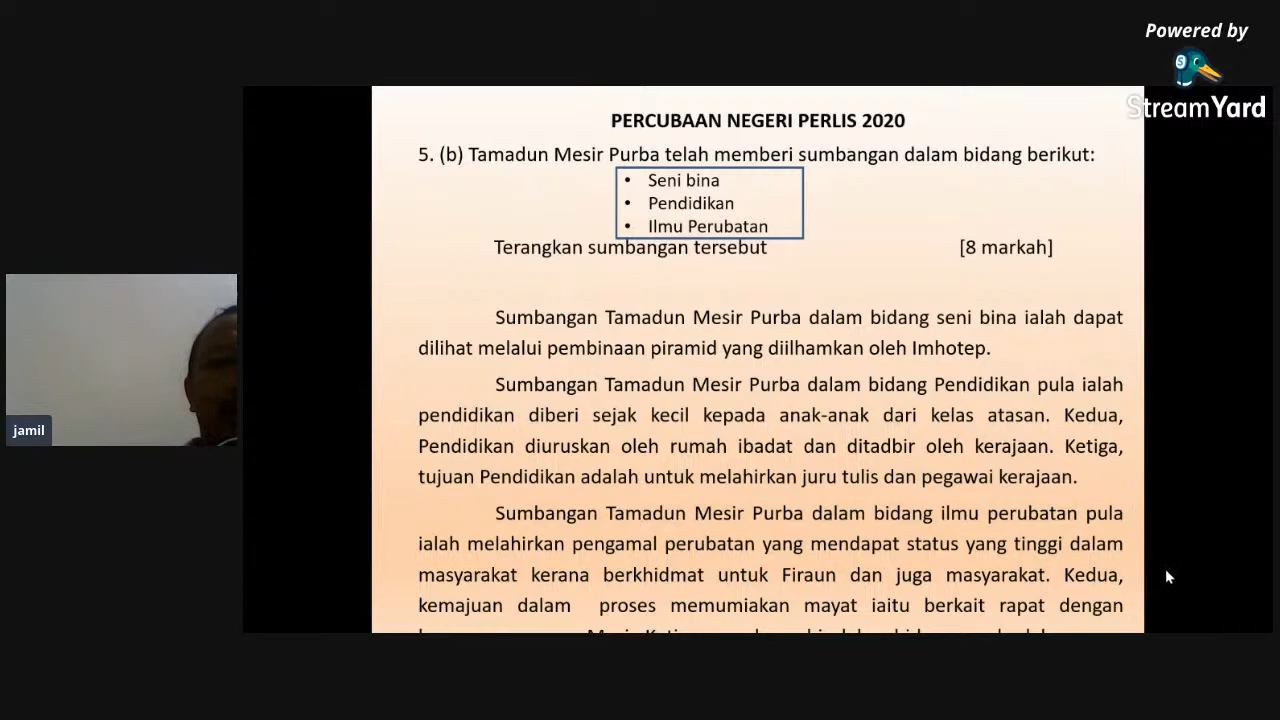 Powered by
StreamYard
PERCUBAAN NEGERI PERLIS 2020
5. (b) Tamadun Mesir Purba telah memberi sumbangan dalam bidang berikut:
• Seni bina
• Pendidikan
• Ilmu Perubatan
Terangkan sumbangan tersebut [8 markah]
Sumbangan Tamadun Mesir Purba dalam bidang seni bina ialah dapat
dilihat melalui pembinaan piramid yang diilhamkan oleh Imhotep.
Sumbangan Tamadun Mesir Purba dalam bidang Pendidikan pula ialah
pendidikan diberi sejak kecil kepada anak-anak dari kelas atasan. Kedua,
Pendidikan diuruskan oleh rumah ibadat dan ditadbir oleh kerajaan. Ketiga,
tujuan Pendidikan adalah untuk melahirkan juru tulis dan pegawai kerajaan.
Sumbangan Tamadun Mesir Purba dalam bidang ilmu perubatan pula
ialah melahirkan pengamal perubatan yang mendapat status yang tinggi dalam
masyarakat kerana berkhidmat untuk Firaun dan juga masyarakat. Kedua,
kemajuan dalam proses memumiakan mayat iaitu berkait rapat dengan
jamil